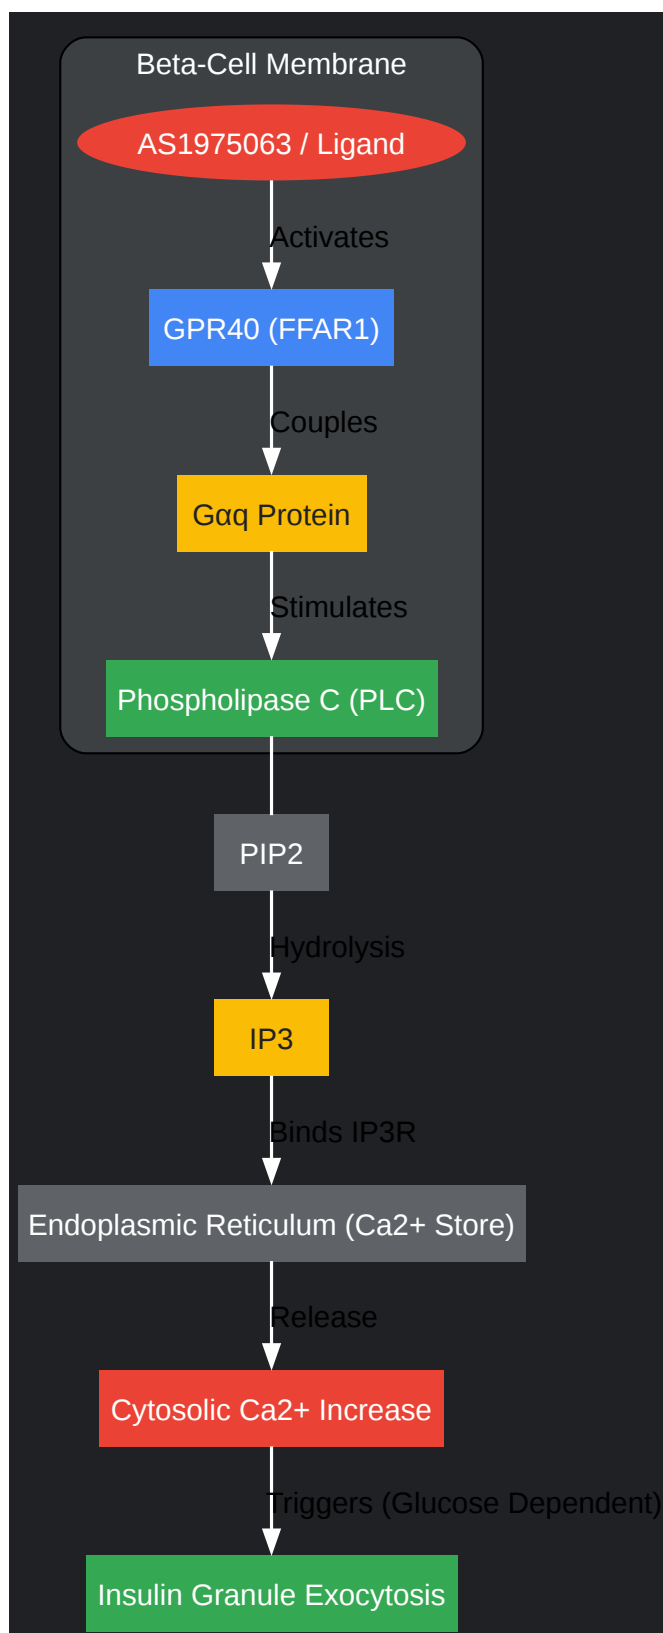 Beta-Cell Membrane
AS1975063 / Ligand
Activates
GPR40 (FFAR1)
Couples
Gαq Protein
Stimulates
Phospholipase C (PLC)
PIP2
Hydrolysis
IP3
Binds IP3R
Endoplasmic Reticulum (Ca2+ Store)
Release
Cytosolic Ca2+ Increase
Triggers (Glucose Dependent)
Insulin Granule Exocytosis